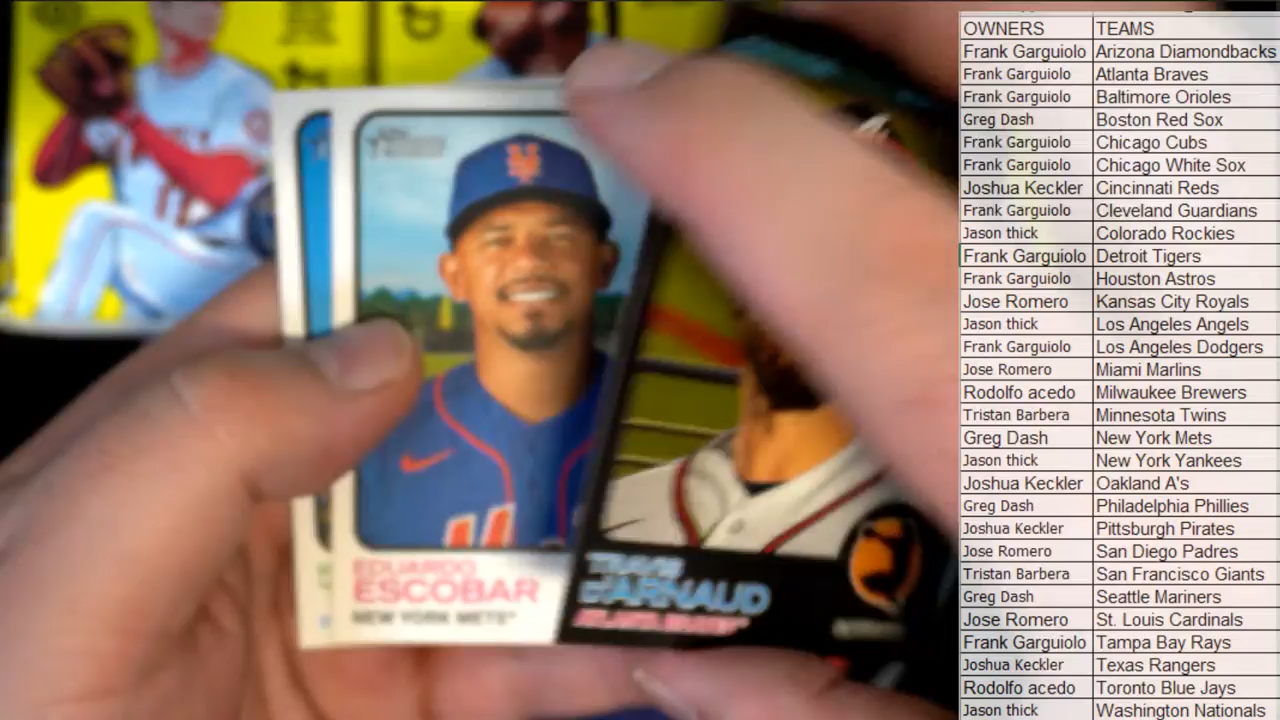 EDUARDO
ESCOBAR
NEW YORK METS
TRAVIS
D'ARNAUD
ATLANTA BRAVES
OWNERS TEAMS
Frank Garguiolo Arizona Diamondbacks
Frank Garguiolo Atlanta Braves
Frank Garguiolo Baltimore Orioles
Greg Dash Boston Red Sox
Frank Garguiolo Chicago Cubs
Frank Garguiolo Chicago White Sox
Joshua Keckler Cincinnati Reds
Frank Garguiolo Cleveland Guardians
Jason thick Colorado Rockies
Frank Garguiolo Detroit Tigers
Frank Garguiolo Houston Astros
Jose Romero Kansas City Royals
Jason thick Los Angeles Angels
Frank Garguiolo Los Angeles Dodgers
Jose Romero Miami Marlins
Rodolfo acedo Milwaukee Brewers
Tristan Barbera Minnesota Twins
Greg Dash New York Mets
Jason thick New York Yankees
Joshua Keckler Oakland A's
Greg Dash Philadelphia Phillies
Joshua Keckler Pittsburgh Pirates
Jose Romero San Diego Padres
Tristan Barbera San Francisco Giants
Greg Dash Seattle Mariners
Jose Romero St. Louis Cardinals
Frank Garguiolo Tampa Bay Rays
Joshua Keckler Texas Rangers
Rodolfo acedo Toronto Blue Jays
Jason thick Washington Nationals